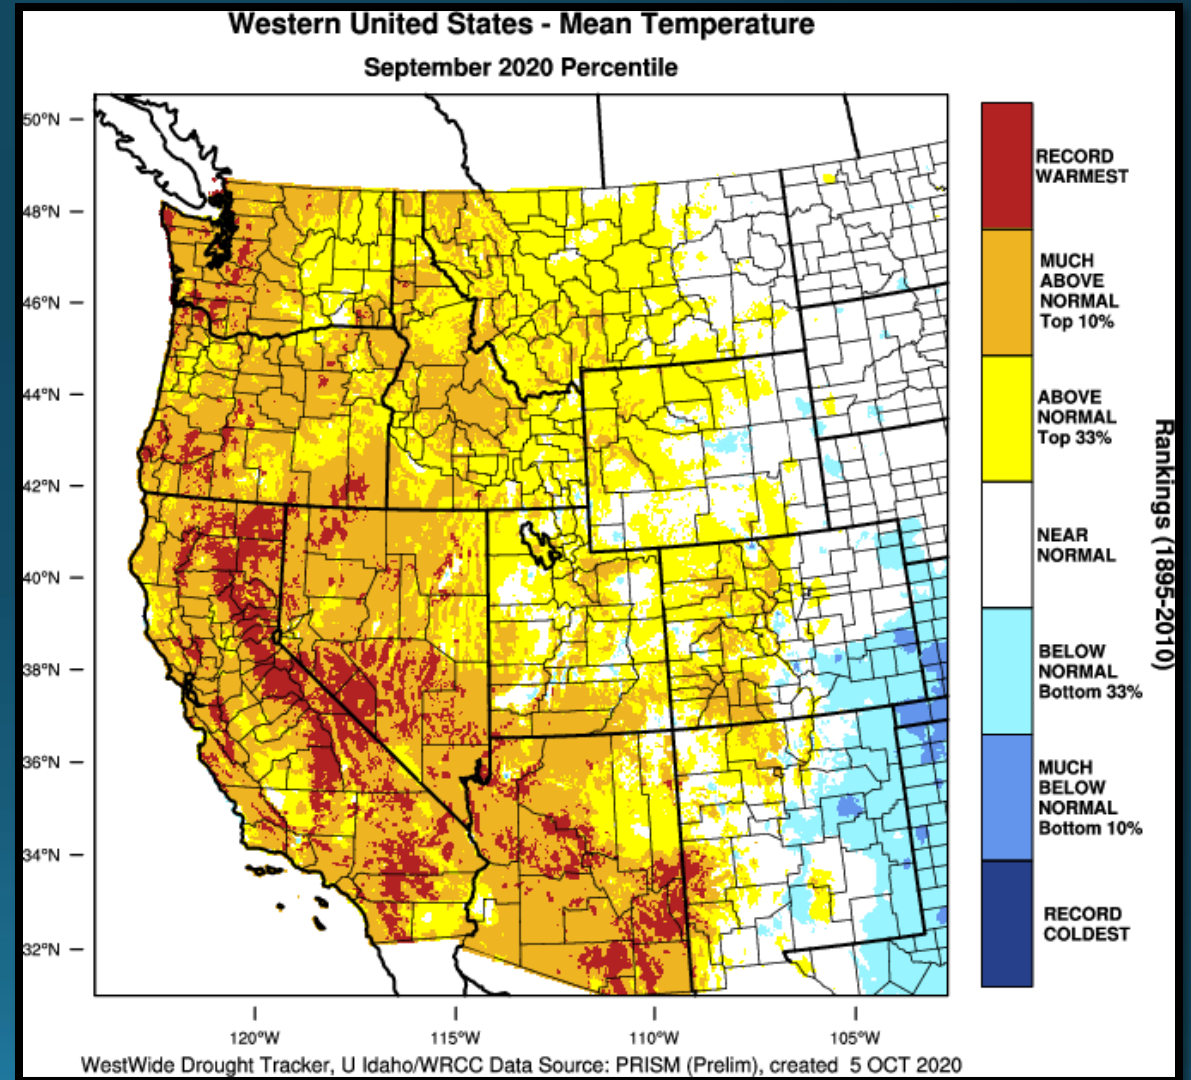 Western United States - Mean Temperature
September 2020 Percentile
50°N
48°N
46°N
44°N
42°N
40°N
38°N
36°N
34°N
32°N
120°W
115°W
110°W
105°W
RECORD
WARMEST
MUCH
ABOVE
NORMAL
Top 10%
ABOVE
NORMAL
Top 33%
NEAR
NORMAL
BELOW
NORMAL
Bottom 33%
MUCH
BELOW
NORMAL
Bottom 10%
RECORD
COLDEST
Rankings (1895-2010)
WestWide Drought Tracker, U Idaho/WRCC Data Source: PRISM (Prelim), created 5 OCT 2020